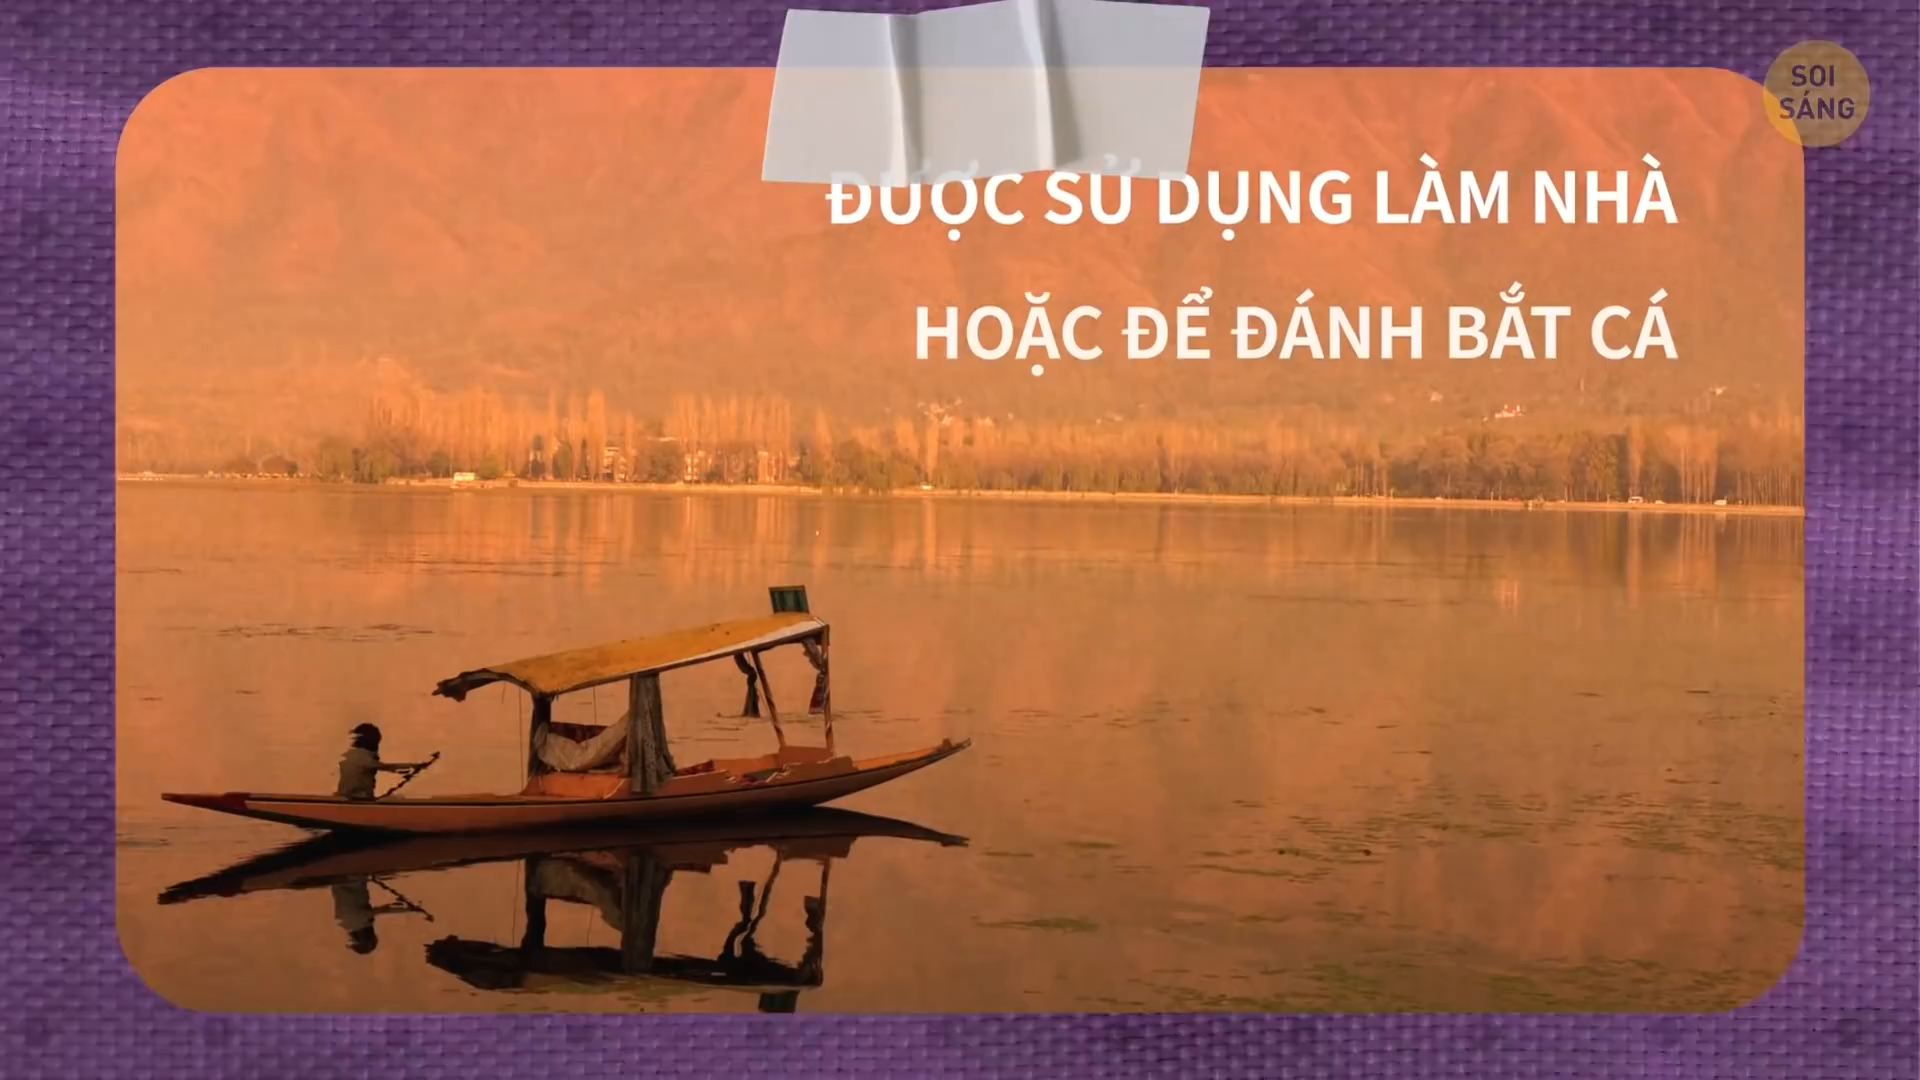 SOI
SÁNG
ĐƯỢC SỬ DỤNG LÀM NHÀ
HOẶC ĐỂ ĐÁNH BẮT CÁ